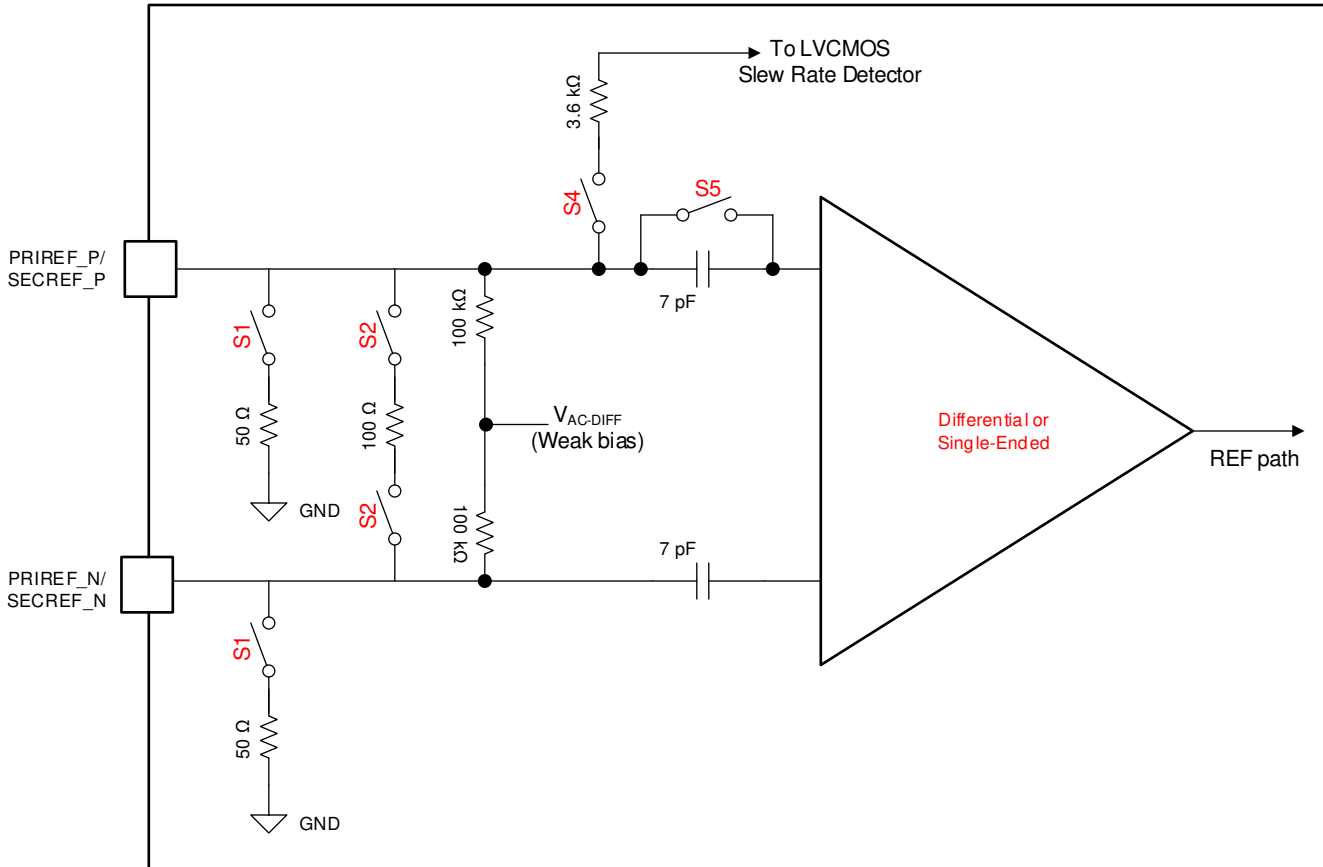 To LVCMOS
Slew Rate Detector
3.6 kΩ
S4
S5
PRIREF_P/
SECREF_P
7 pF
S1
S2
100 kΩ
50 Ω
100 Ω
VAC-DIFF
(Weak bias)
Differential or
Single-Ended
REF path
GND
S2
100 kΩ
7 pF
PRIREF_N/
SECREF_N
S1
50 Ω
GND